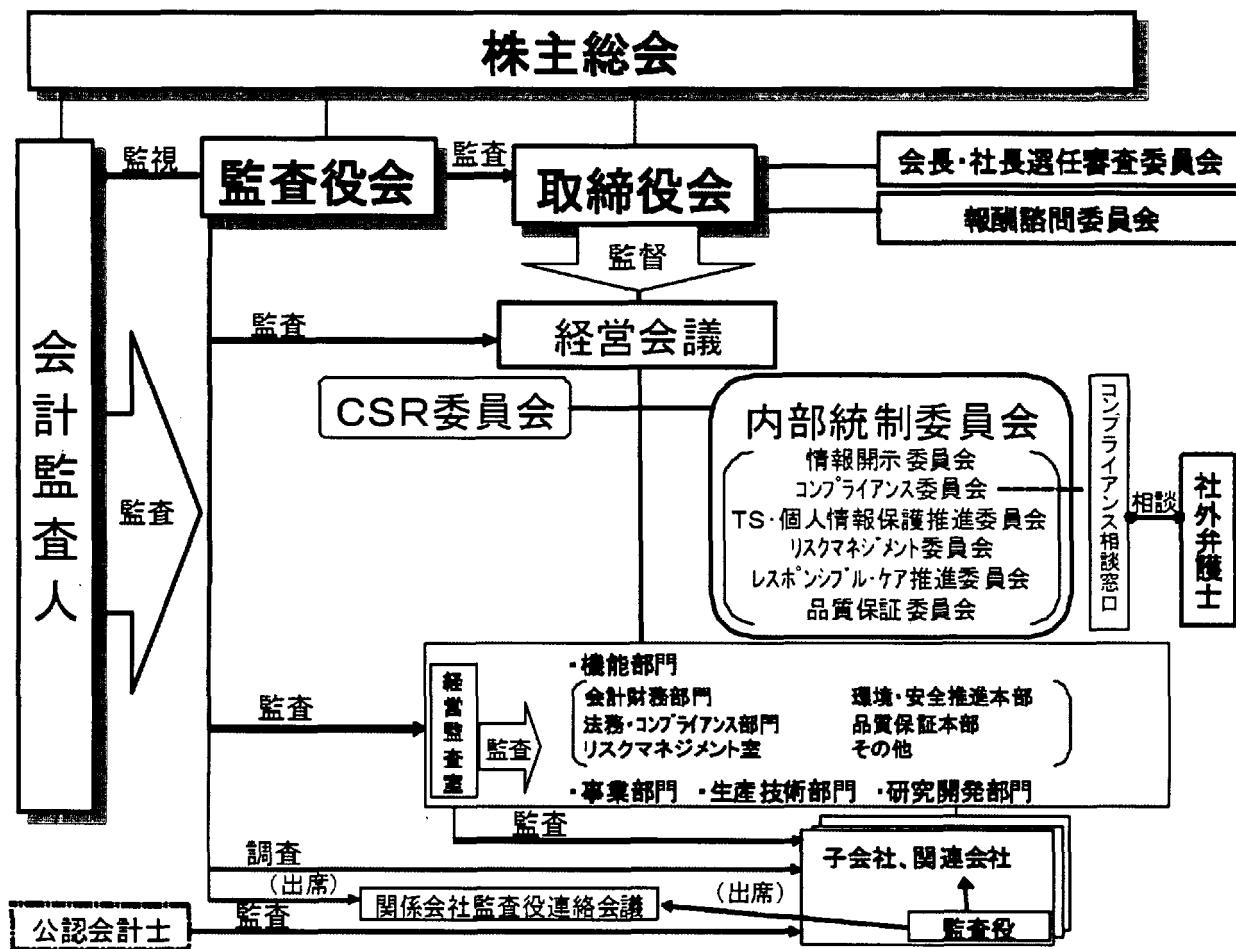 株主総会
監視
監査役会
監査
取締役会
会長・社長選任審査委員会
報酬諮問委員会
監督
会計監査人
監査
監査
経営会議
CSR委員会
内部統制委員会
情報開示委員会
コンプライアンス委員会
TS・個人情報保護推進委員会
リスクマネジメント委員会
レスポンシブル・ケア推進委員会
品質保証委員会
コンプライアンス相談窓口
相談
社外弁護士
監査
経営監査室
監査
・機能部門
会計財務部門 環境・安全推進本部
法務・コンプライアンス部門 品質保証本部
リスクマネジメント室 その他
・事業部門 ・生産技術部門 ・研究開発部門
監査
調査
子会社、関連会社
(出席)
関係会社監査役連絡会議
(出席)
監査役
公認会計士
監査